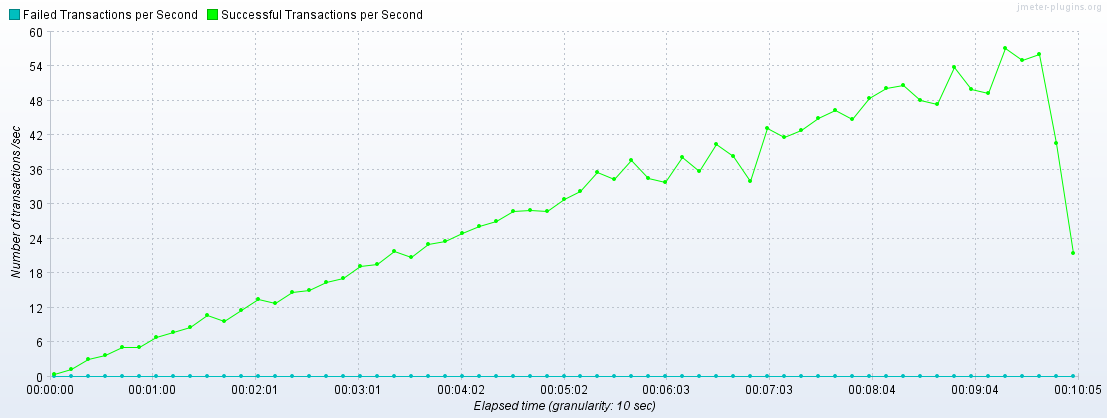 Failed Transactions per Second Successful Transactions per Second
jmeter-plugins.org
Number of transactions /sec
60
54
48
42
36
30
24
18
12
6
0
00:00:00 00:01:00 00:02:01 00:03:01 00:04:02 00:05:02 00:06:03 00:07:03 00:08:04 00:09:04 00:10:05
Elapsed time (granularity: 10 sec)